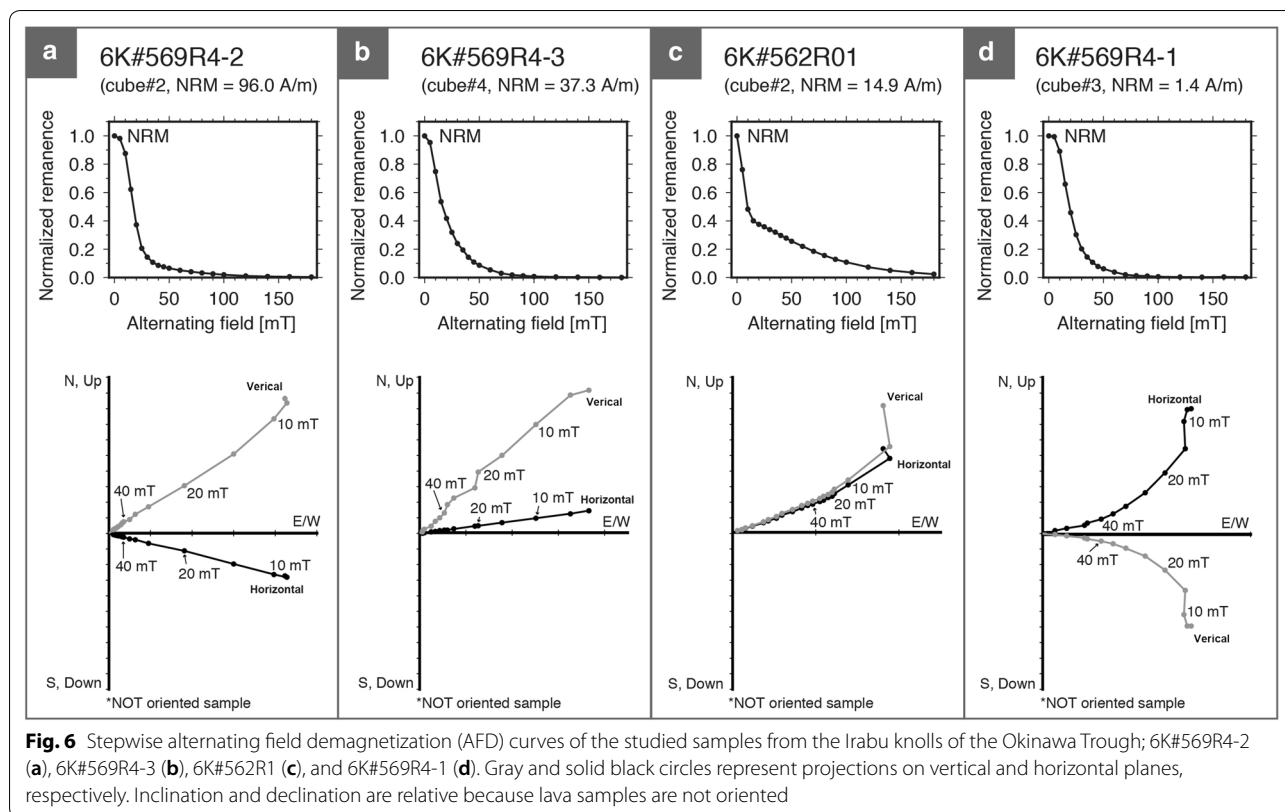 a
6K#569R4-2
(cube#2, NRM = 96.0 A/m)
Normalized remanence
1.0
0.8
0.6
0.4
0.2
0.0
NRM
0 50 100 150
Alternating field [mT]
N, Up
Verical
10 mT
20 mT
40 mT
E/W
40 mT
20 mT
10 mT
Horizontal
S, Down
*NOT oriented sample
b
6K#569R4-3
(cube#4, NRM = 37.3 A/m)
Normalized remanence
1.0
0.8
0.6
0.4
0.2
0.0
NRM
0 50 100 150
Alternating field [mT]
N, Up
Verical
10 mT
20 mT
40 mT
Horizontal
10 mT
20 mT
E/W
S, Down
*NOT oriented sample
c
6K#562R01
(cube#2, NRM = 14.9 A/m)
Normalized remanence
1.0
0.8
0.6
0.4
0.2
0.0
NRM
0 50 100 150
Alternating field [mT]
N, Up
Verical
Horizontal
10 mT
20 mT
40 mT
E/W
S, Down
*NOT oriented sample
d
6K#569R4-1
(cube#3, NRM = 1.4 A/m)
Normalized remanence
1.0
0.8
0.6
0.4
0.2
0.0
NRM
0 50 100 150
Alternating field [mT]
N, Up
Horizontal
10 mT
20 mT
40 mT
E/W
40 mT
20 mT
10 mT
Verical
S, Down
*NOT oriented sample
Fig. 6 Stepwise alternating field demagnetization (AFD) curves of the studied samples from the Irabu knolls of the Okinawa Trough; 6K#569R4-2
(a), 6K#569R4-3 (b), 6K#562R1 (c), and 6K#569R4-1 (d). Gray and solid black circles represent projections on vertical and horizontal planes,
respectively. Inclination and declination are relative because lava samples are not oriented